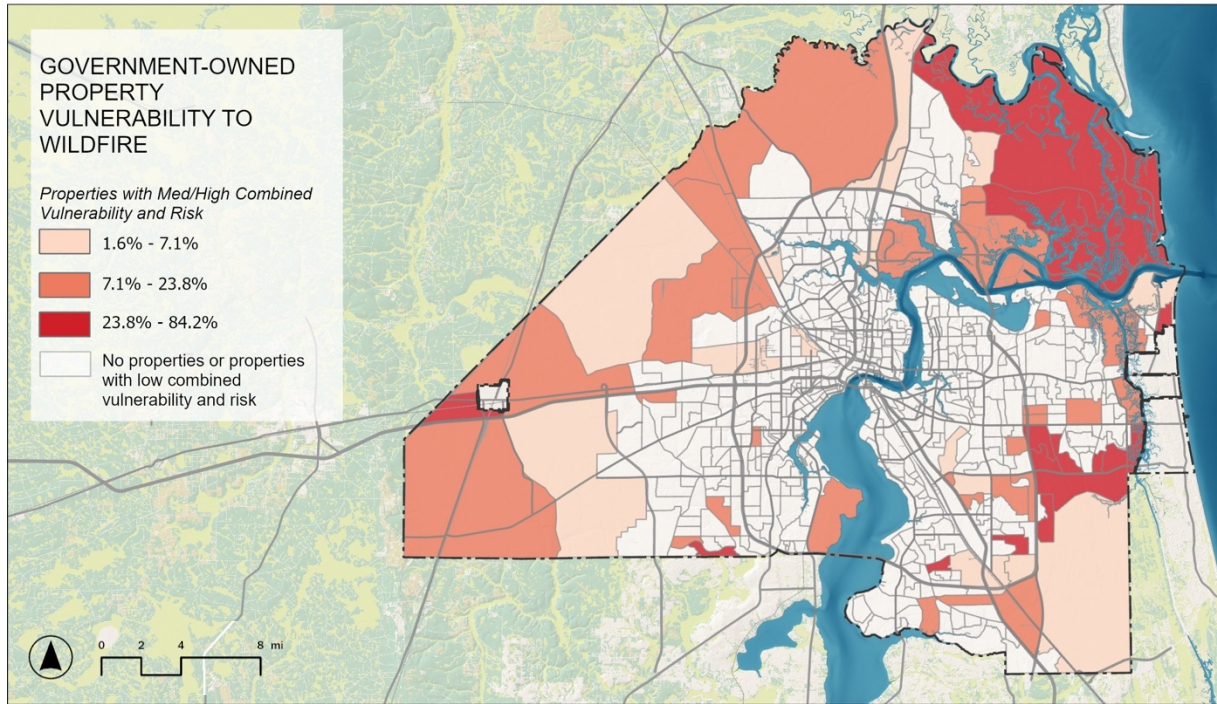 GOVERNMENT-OWNED
PROPERTY
VULNERABILITY TO
WILDFIRE
Properties with Med/High Combined
Vulnerability and Risk
1.6% - 7.1%
7.1% - 23.8%
23.8% - 84.2%
No properties or properties
with low combined
vulnerability and risk
0 2 4 8 mi